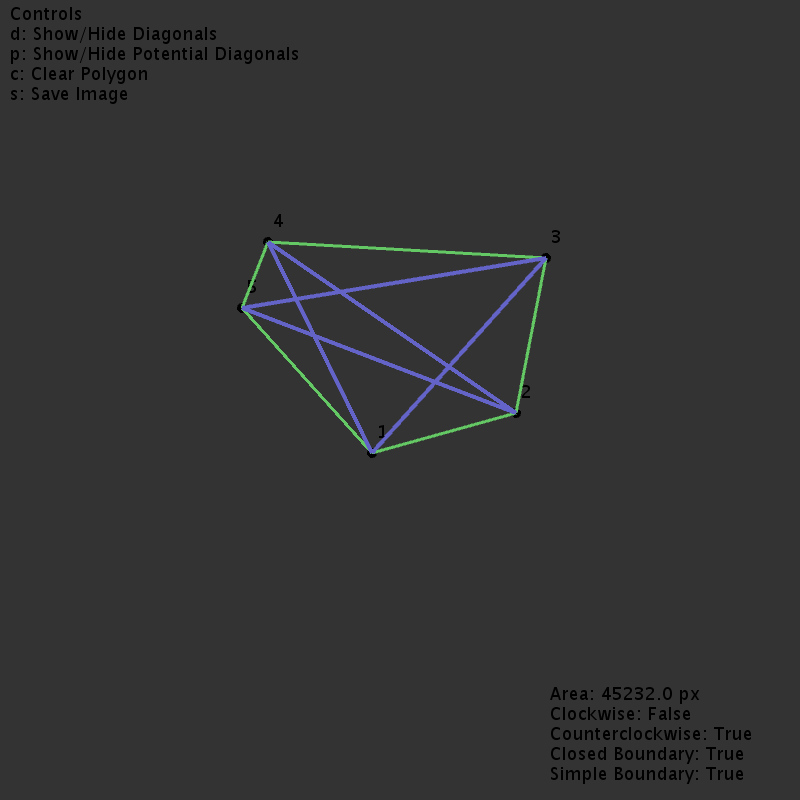 Controls
d: Show/Hide Diagonals
p: Show/Hide Potential Diagonals
c: Clear Polygon
s: Save Image
4
3
5
2
1
Area: 45232.0 px
Clockwise: False
Counterclockwise: True
Closed Boundary: True
Simple Boundary: True